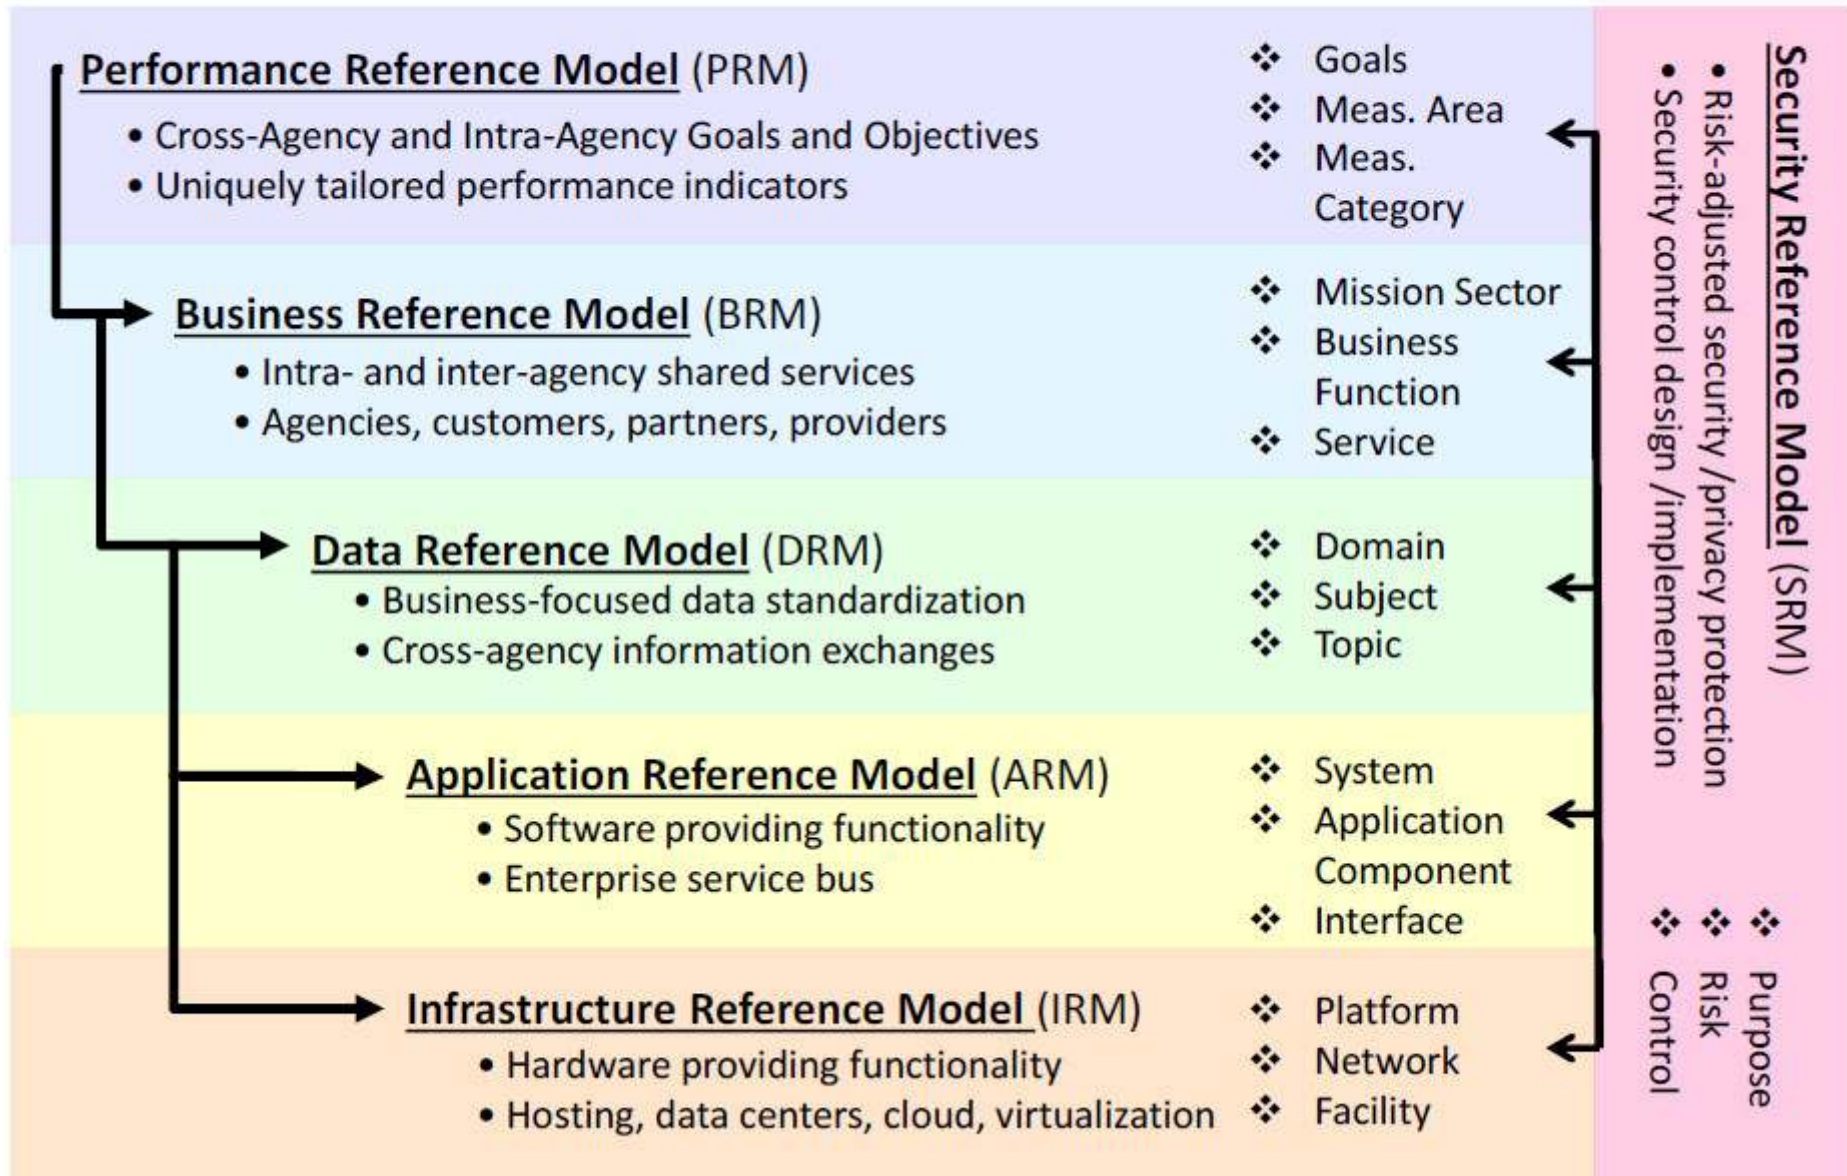 Performance Reference Model (PRM)
• Cross-Agency and Intra-Agency Goals and Objectives
• Uniquely tailored performance indicators
❖ Goals
❖ Meas. Area
❖ Meas.
Category
Business Reference Model (BRM)
• Intra- and inter-agency shared services
• Agencies, customers, partners, providers
❖ Mission Sector
❖ Business
Function
❖ Service
Data Reference Model (DRM)
• Business-focused data standardization
• Cross-agency information exchanges
❖ Domain
❖ Subject
❖ Topic
Application Reference Model (ARM)
• Software providing functionality
• Enterprise service bus
❖ System
❖ Application
Component
❖ Interface
Infrastructure Reference Model (IRM)
• Hardware providing functionality
• Hosting, data centers, cloud, virtualization
❖ Platform
❖ Network
❖ Facility
Security Reference Model (SRM)
• Risk-adjusted security /privacy protection
• Security control design /implementation
❖ Purpose
❖ Risk
❖ Control